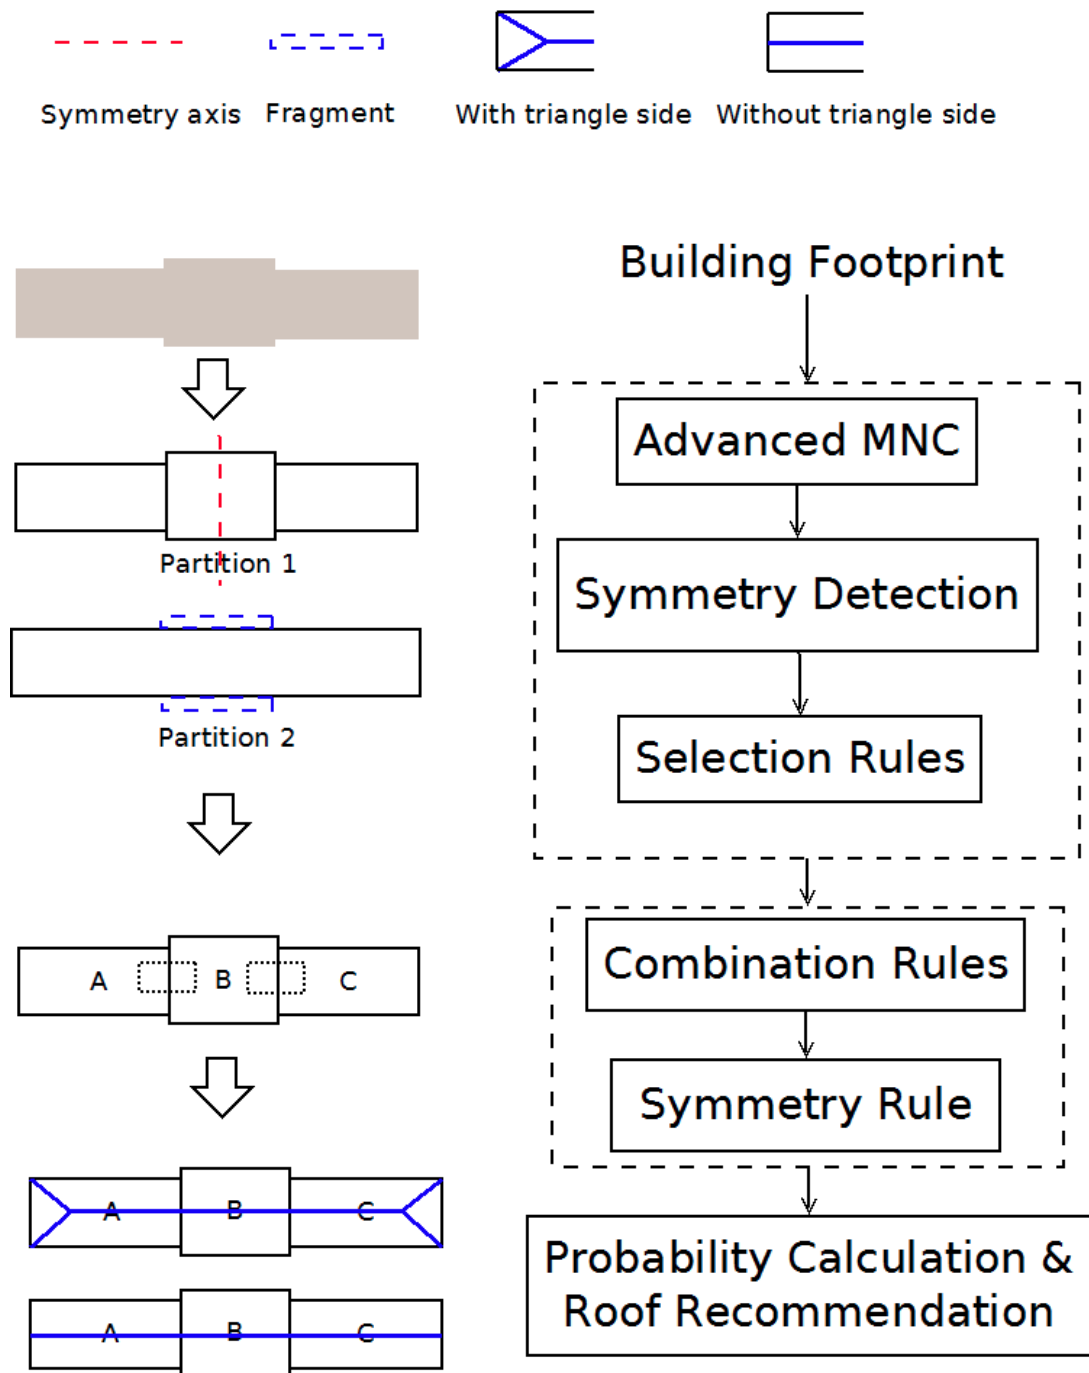 Symmetry axis
Fragment
With triangle side
Without triangle side
Building Footprint
Advanced MNC
Symmetry Detection
Selection Rules
Combination Rules
Symmetry Rule
Probability Calculation &
Roof Recommendation
Partition 1
Partition 2
A
B
C
A
B
C
A
B
C